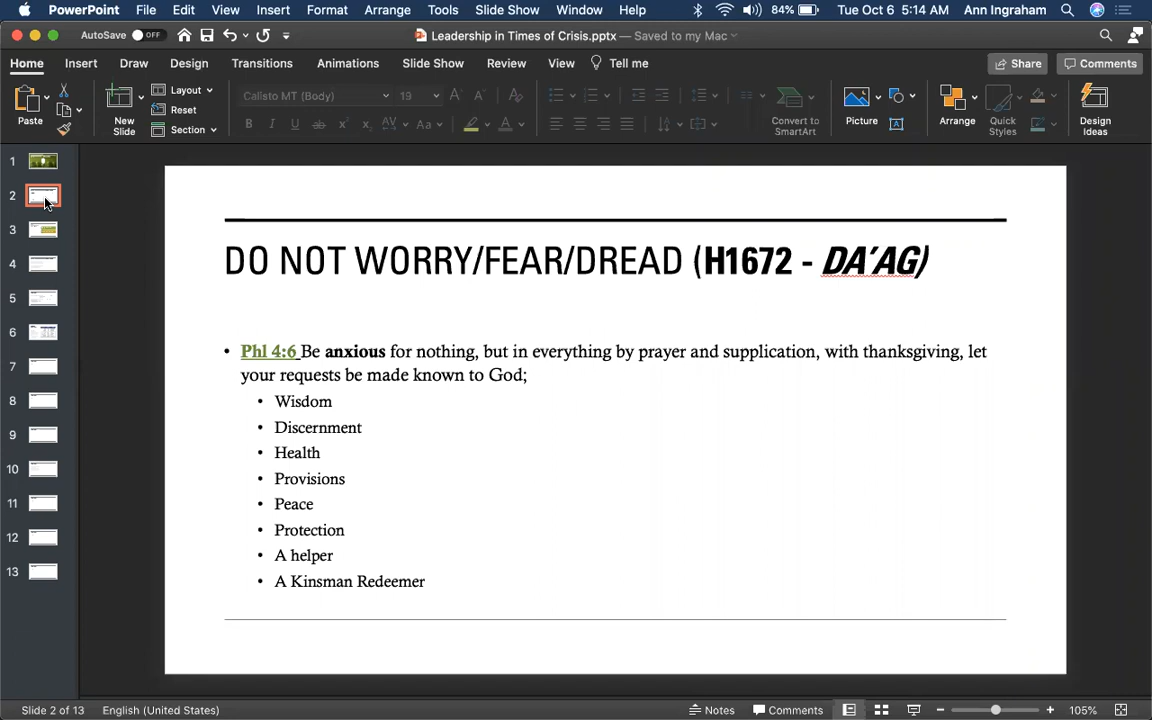 PowerPoint File Edit View Insert Format Arrange Tools Slide Show Window Help 84% Tue Oct 6 5:14 AM Ann Ingraham
AutoSave OFF Leadership in Times of Crisis.pptx — Saved to my Mac
Home Insert Draw Design Transitions Animations Slide Show Review View Tell me Share Comments
Paste New Slide Layout Reset Section Calisto MT (Body) 19 Convert to SmartArt Picture Arrange Quick Styles Design Ideas
1
2
3
4
5
6
7
8
9
10
11
12
13
DO NOT WORRY/FEAR/DREAD (H1672 - DA´AG)
• Phl 4:6 Be anxious for nothing, but in everything by prayer and supplication, with thanksgiving, let
your requests be made known to God;
• Wisdom
• Discernment
• Health
• Provisions
• Peace
• Protection
• A helper
• A Kinsman Redeemer
Slide 2 of 13 English (United States) Notes Comments 105%